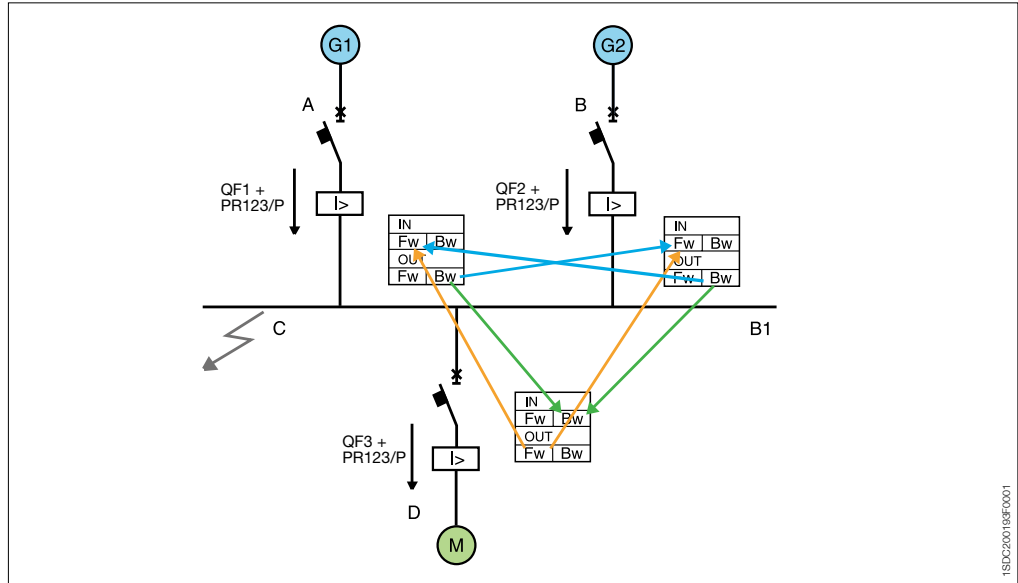 G1
G2
A
B
QF1 +
PR123/P
I>
QF2 +
PR123/P
I>
IN
Fw Bw
OUT
Fw Bw
IN
Fw Bw
OUT
Fw Bw
C
B1
QF3 +
PR123/P
I>
IN
Fw Bw
OUT
Fw Bw
D
M
1SDC200193F0001